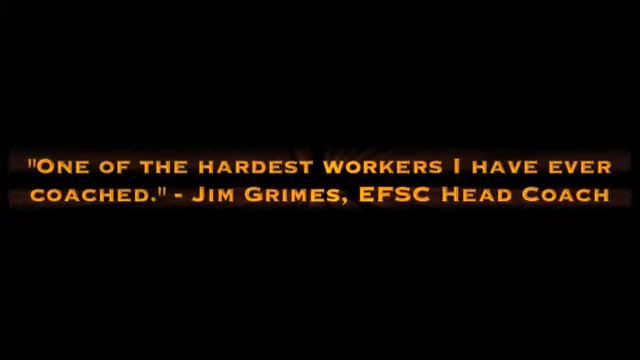 "ONE OF THE HARDEST WORKERS I HAVE EVER
COACHED." - JIM GRIMES, EFSC HEAD COACH